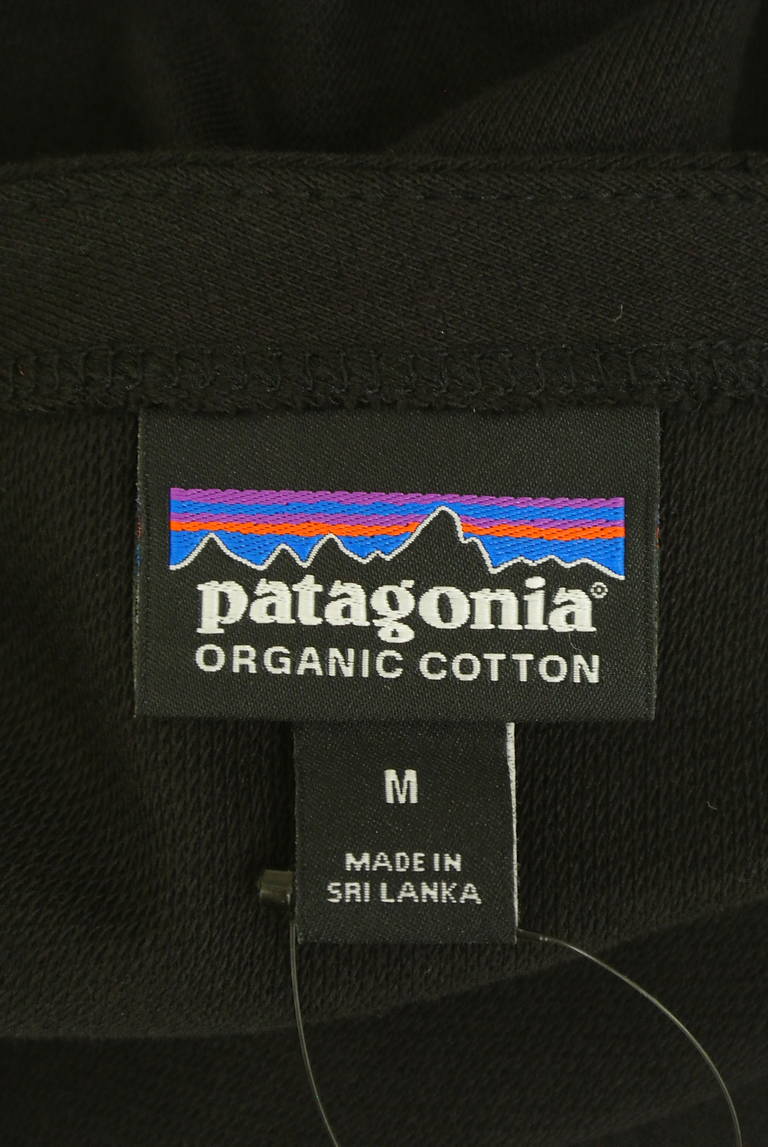 patagonia®
ORGANIC COTTON
M
MADE IN
SRI LANKA